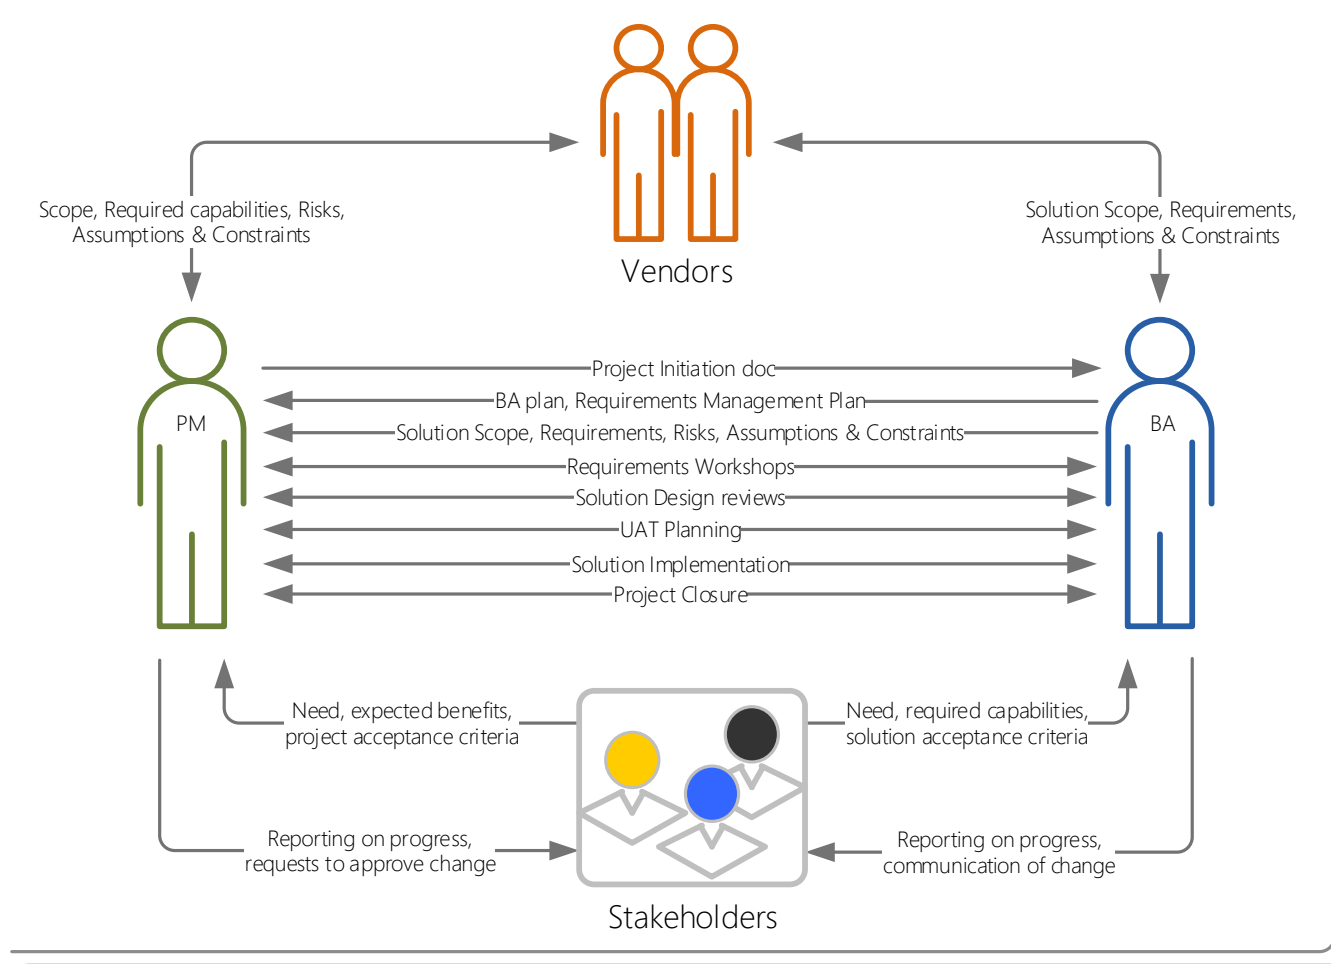 Scope, Required capabilities, Risks,
Assumptions & Constraints
Solution Scope, Requirements,
Assumptions & Constraints
Vendors
PM
BA
Project Initiation doc
BA plan, Requirements Management Plan
Solution Scope, Requirements, Risks, Assumptions & Constraints
Requirements Workshops
Solution Design reviews
UAT Planning
Solution Implementation
Project Closure
Need, expected benefits,
project acceptance criteria
Need, required capabilities,
solution acceptance criteria
Reporting on progress,
requests to approve change
Reporting on progress,
communication of change
Stakeholders